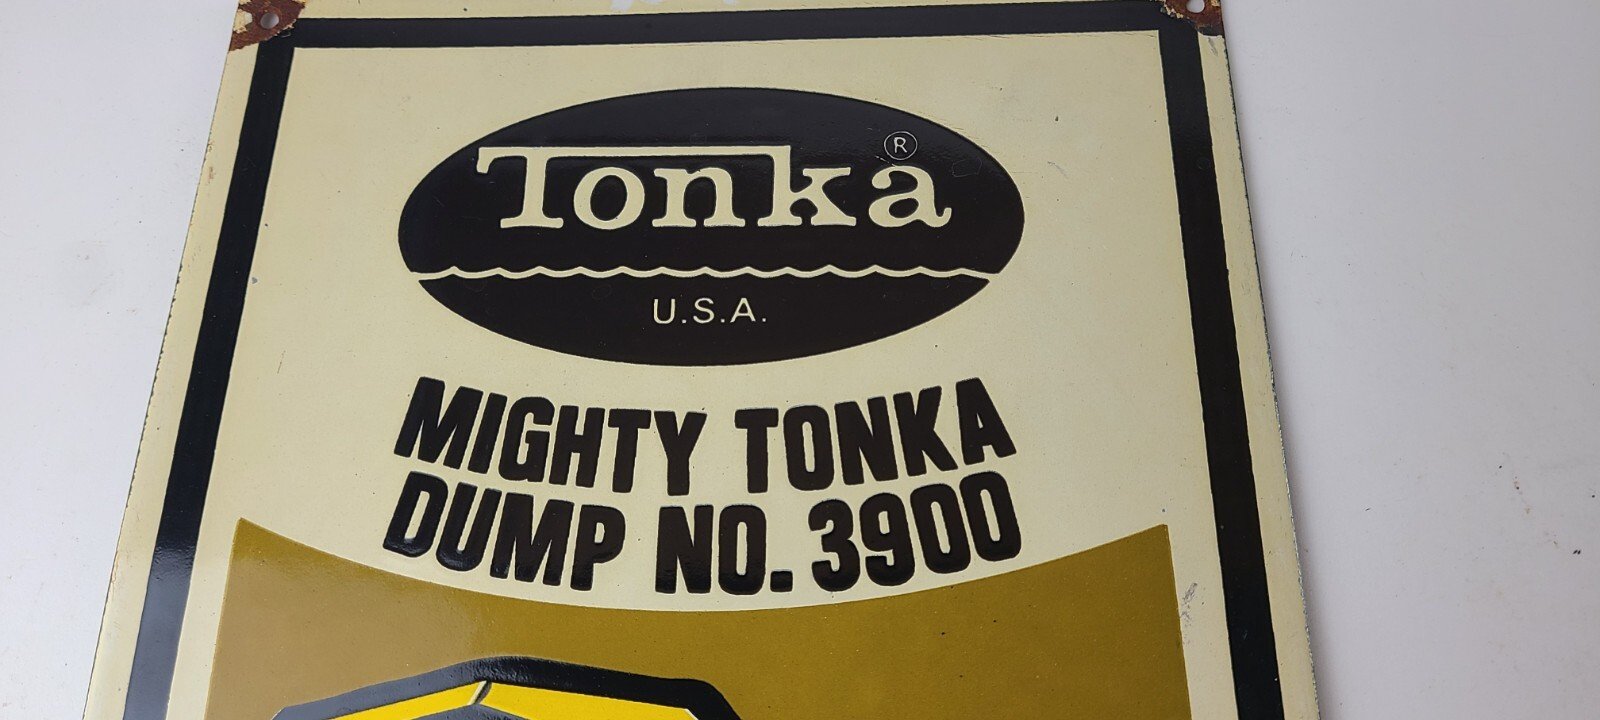 Tonka®
U.S.A.
MIGHTY TONKA
DUMP NO. 3900